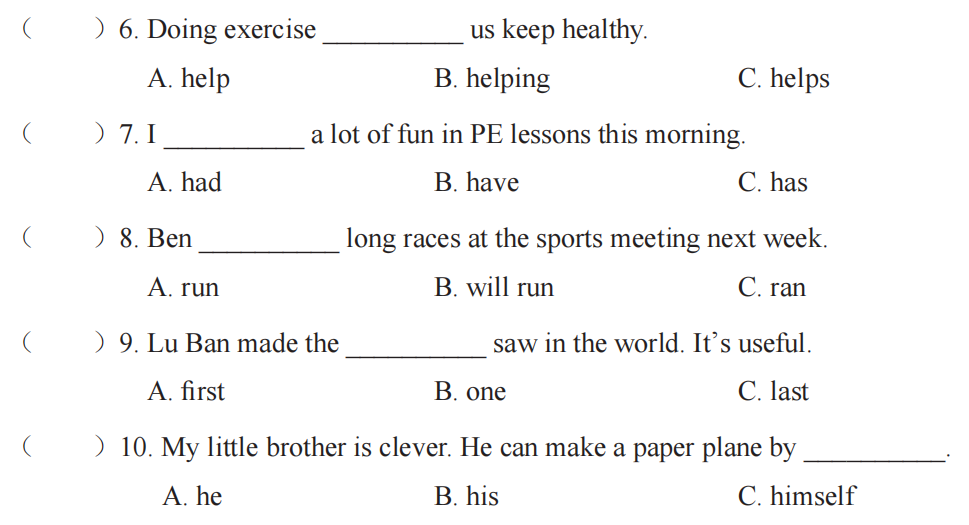 （ ）6. Doing exercise __________ us keep healthy.
A. help B. helping C. helps
（ ）7. I __________ a lot of fun in PE lessons this morning.
A. had B. have C. has
（ ）8. Ben __________ long races at the sports meeting next week.
A. run B. will run C. ran
（ ）9. Lu Ban made the __________ saw in the world. It’s useful.
A. first B. one C. last
（ ）10. My little brother is clever. He can make a paper plane by __________.
A. he B. his C. himself